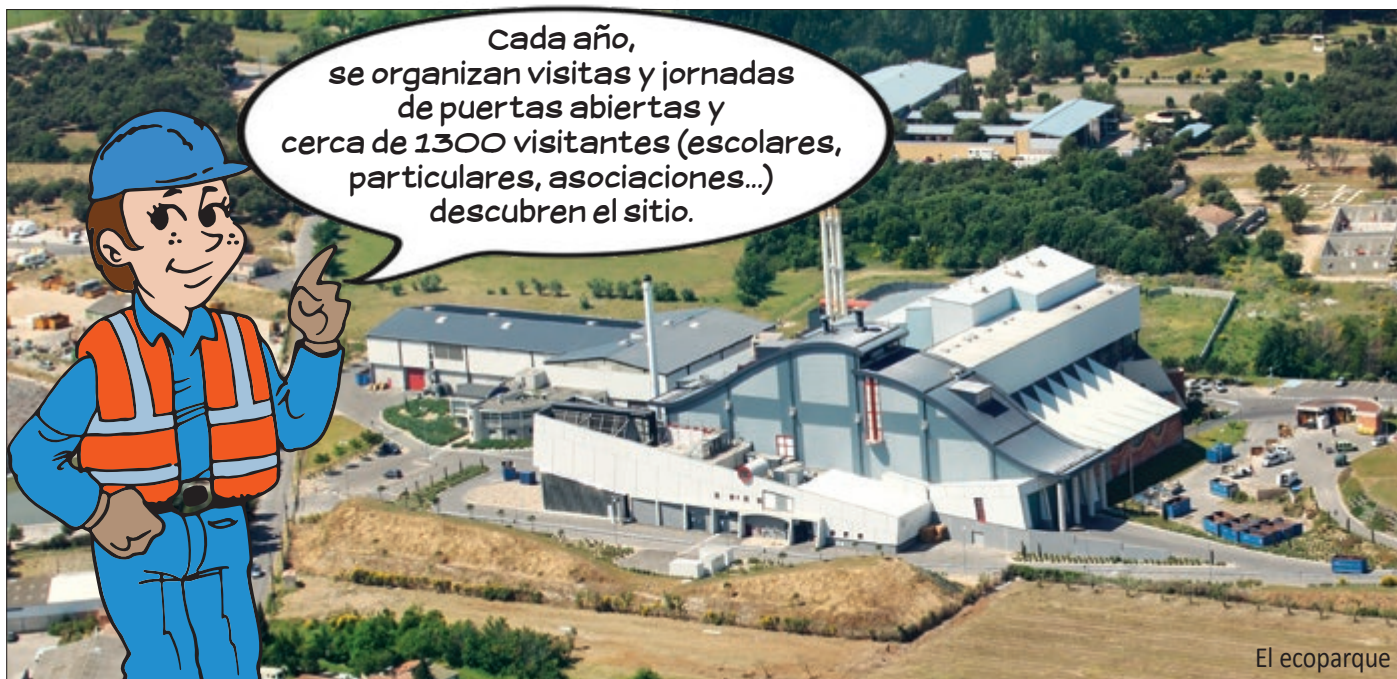 Cada año,
se organizan visitas y jornadas
de puertas abiertas y
cerca de 1300 visitantes (escolares,
particulares, asociaciones...)
descubren el sitio.
El ecoparque